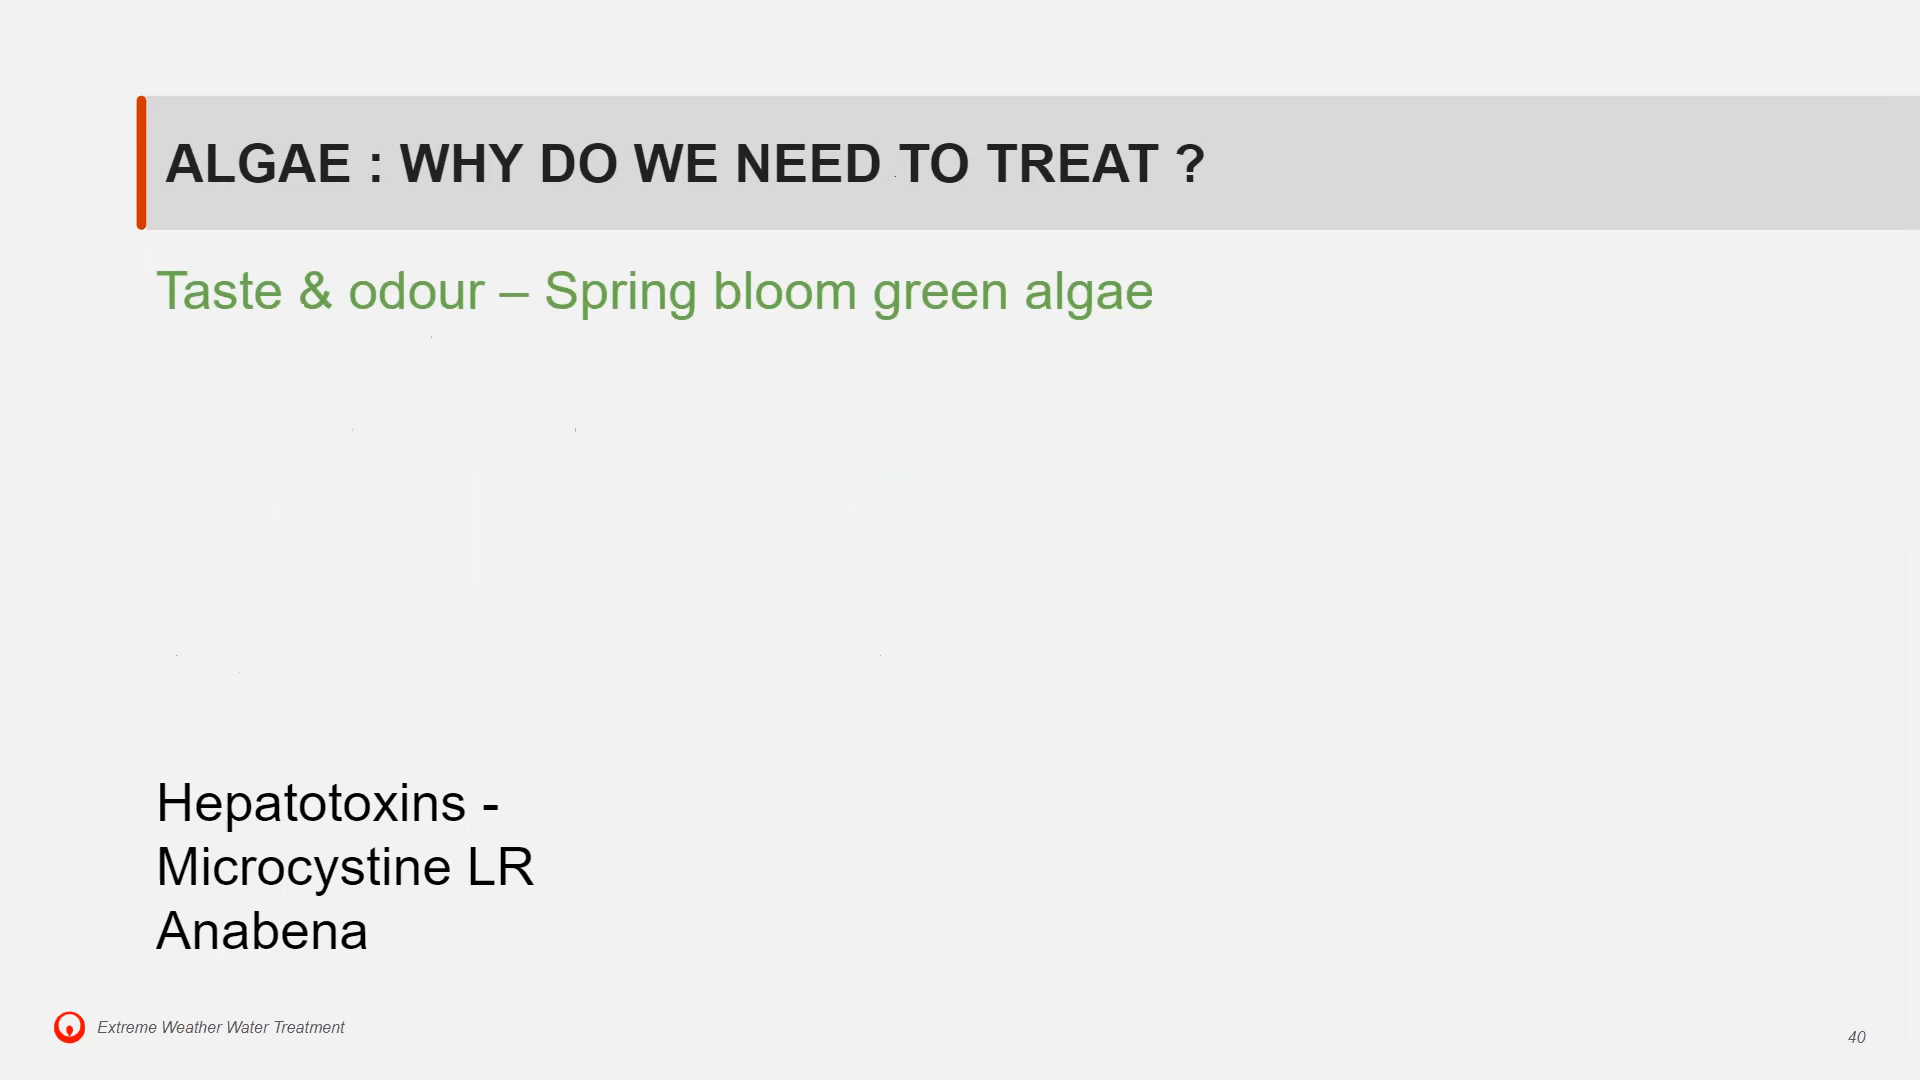 ALGAE : WHY DO WE NEED TO TREAT ?
Taste & odour – Spring bloom green algae
Hepatotoxins -
Microcystine LR
Anabena
Extreme Weather Water Treatment
40